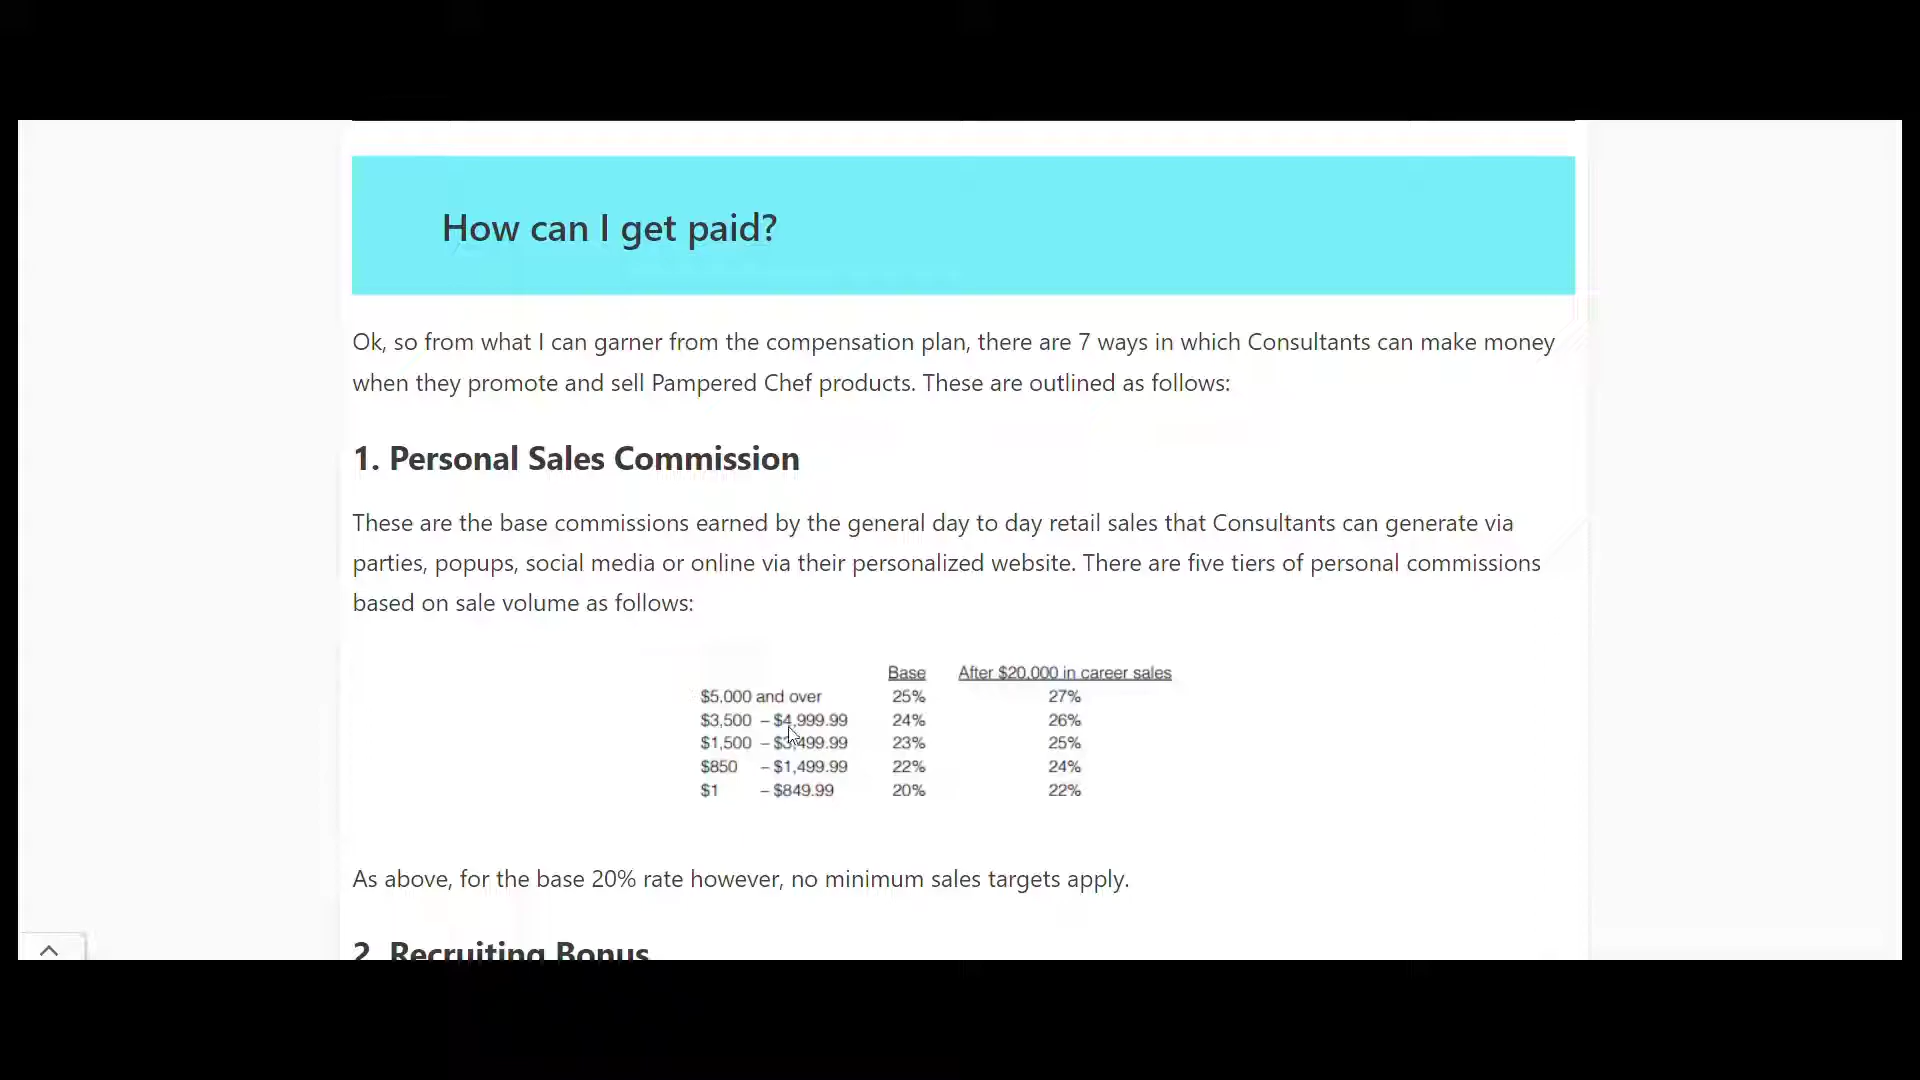 How can I get paid?
Ok, so from what I can garner from the compensation plan, there are 7 ways in which Consultants can make money
when they promote and sell Pampered Chef products. These are outlined as follows:
1. Personal Sales Commission
These are the base commissions earned by the general day to day retail sales that Consultants can generate via
parties, popups, social media or online via their personalized website. There are five tiers of personal commissions
based on sale volume as follows:
Base After $20,000 in career sales
$5,000 and over 25% 27%
$3,500 – $4,999.99 24% 26%
$1,500 – $3,499.99 23% 25%
$850 – $1,499.99 22% 24%
$1 – $849.99 20% 22%
As above, for the base 20% rate however, no minimum sales targets apply.
2. Recruiting Bonus